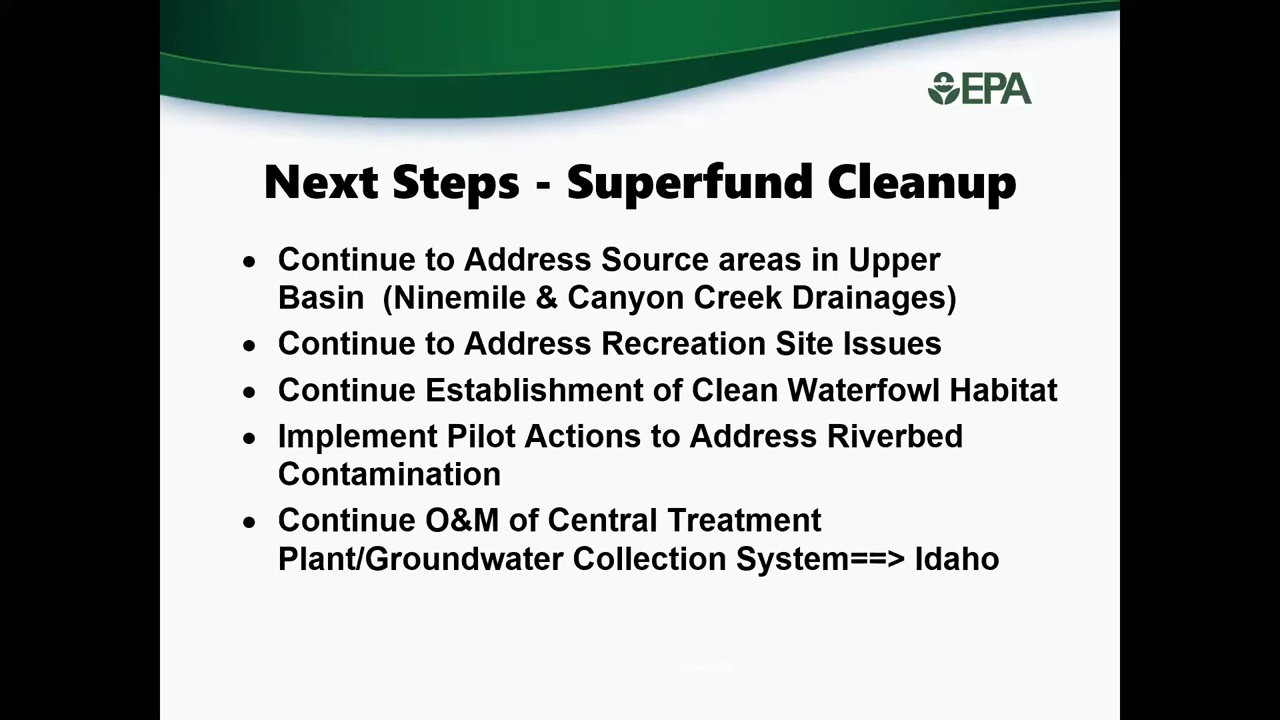 EPA
Next Steps - Superfund Cleanup
• Continue to Address Source areas in Upper
Basin (Ninemile & Canyon Creek Drainages)
• Continue to Address Recreation Site Issues
• Continue Establishment of Clean Waterfowl Habitat
• Implement Pilot Actions to Address Riverbed
Contamination
• Continue O&M of Central Treatment
Plant/Groundwater Collection System==> Idaho